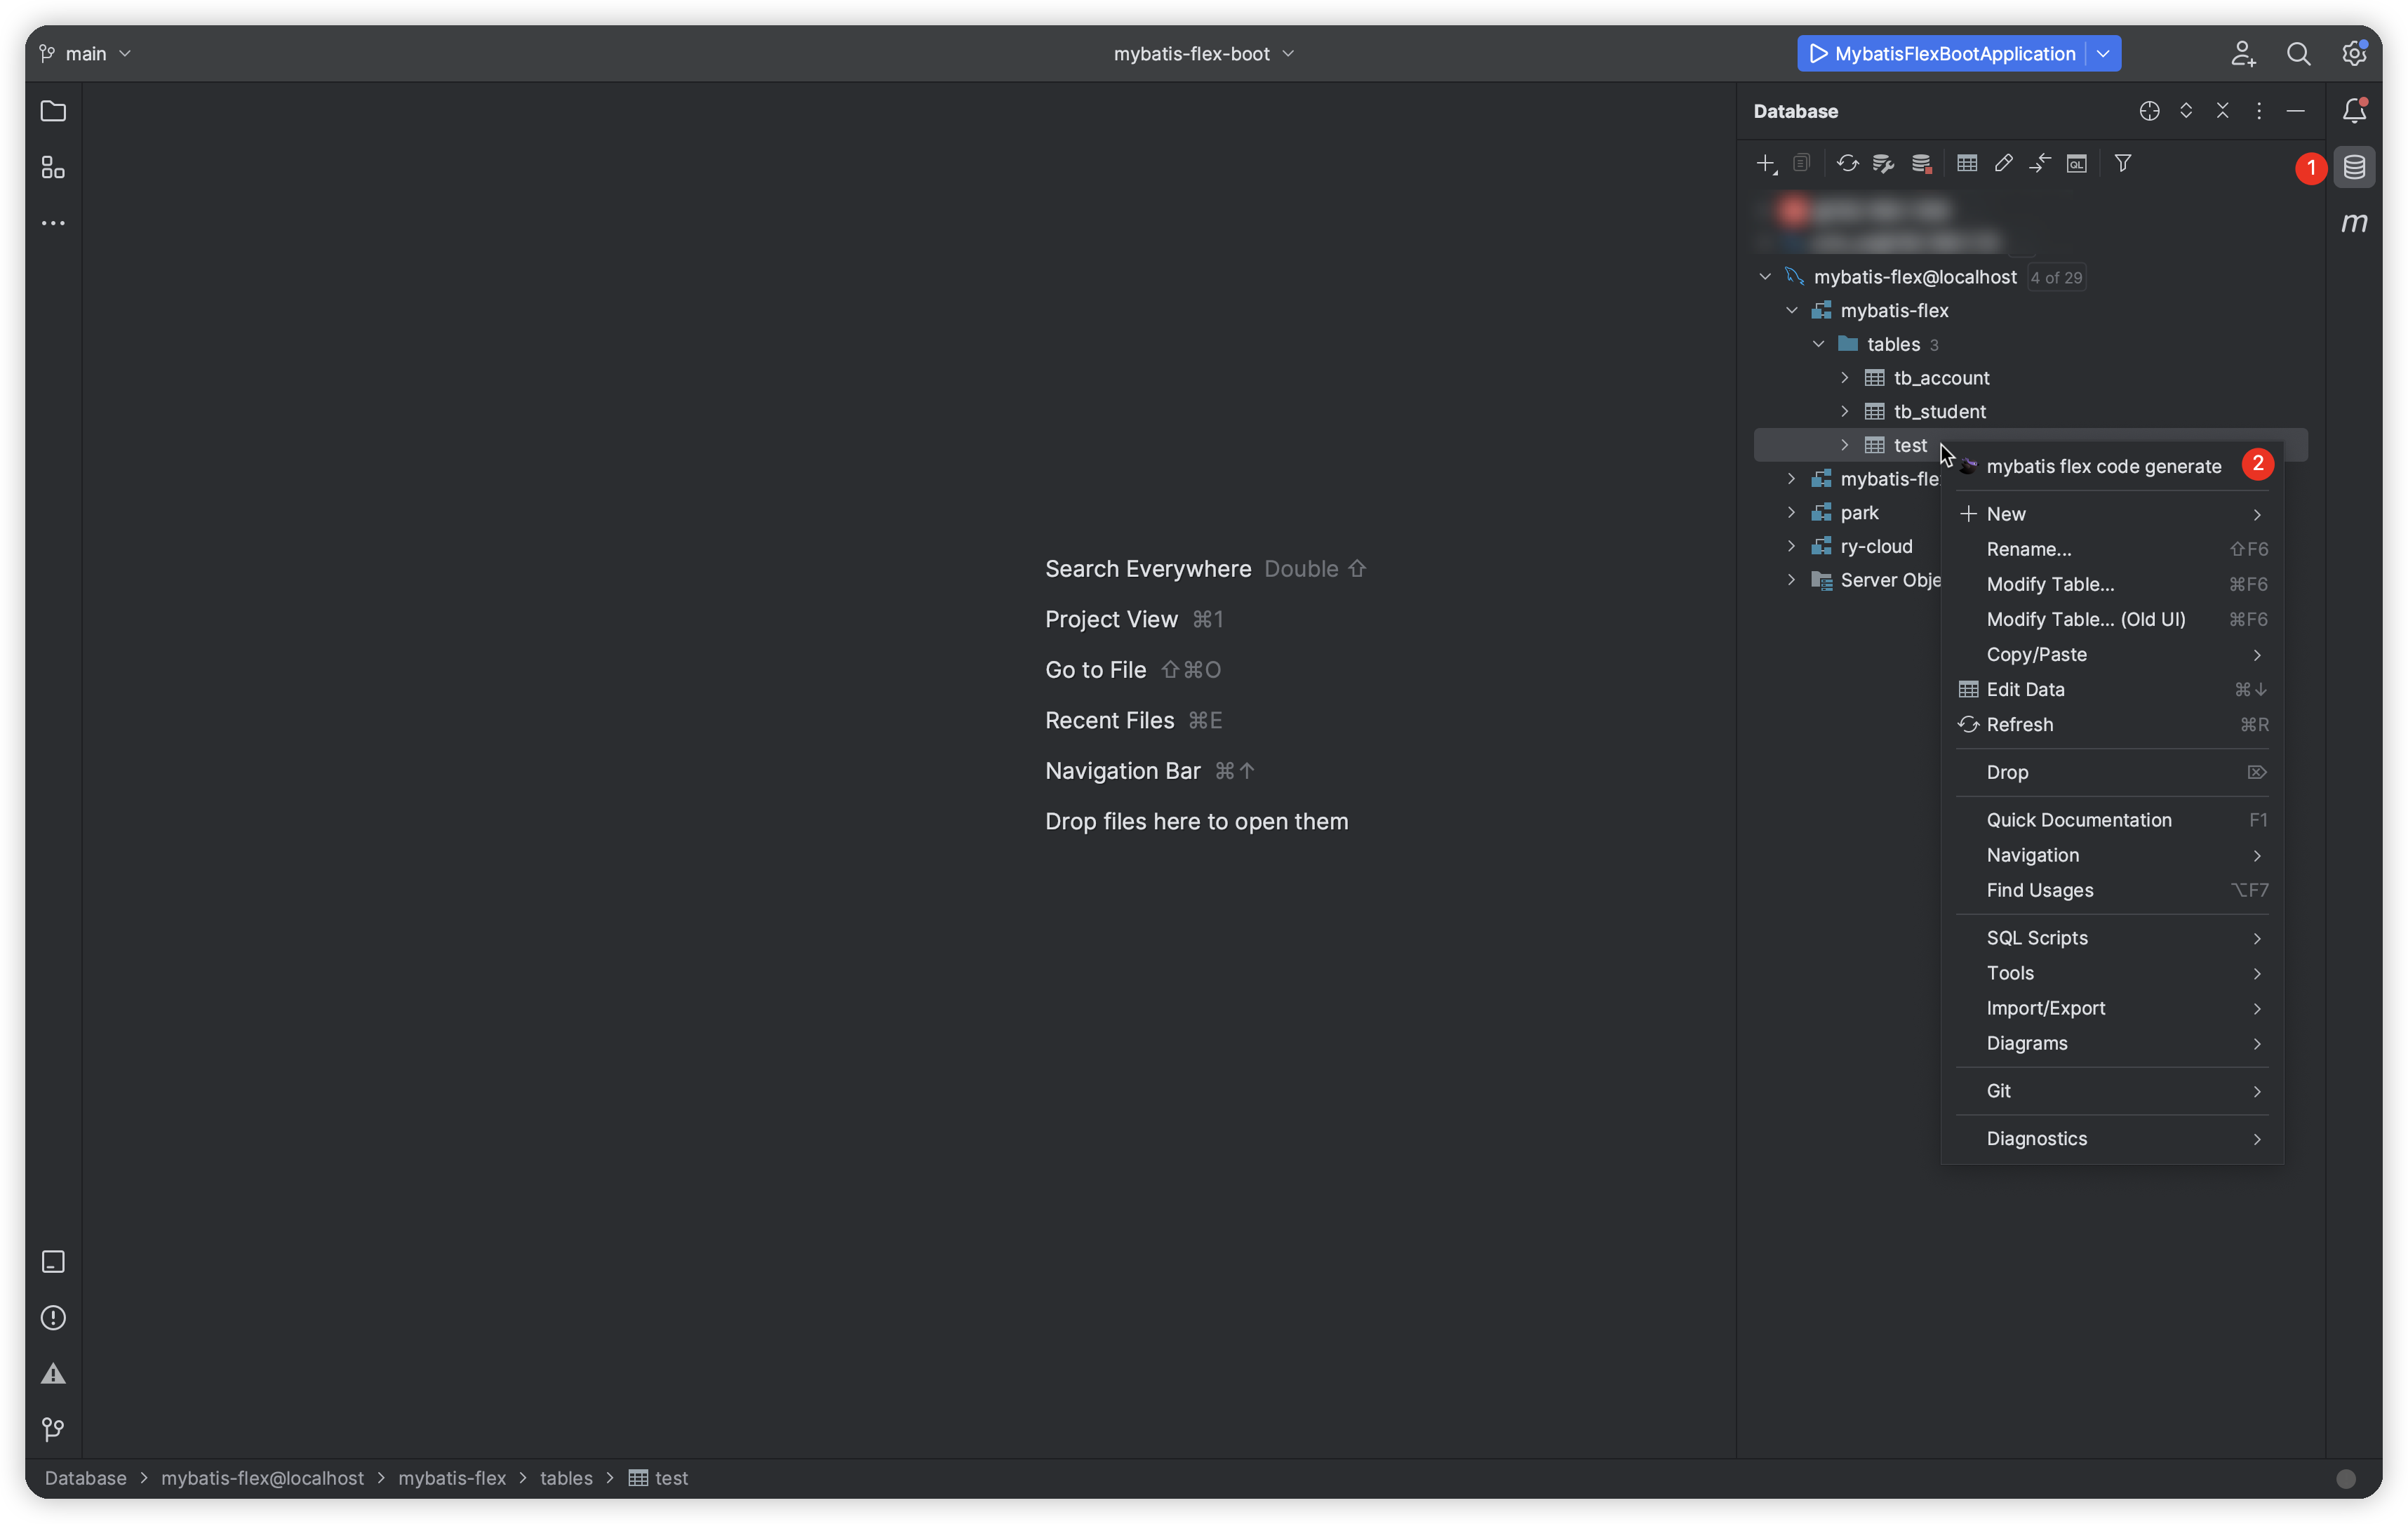 main
mybatis-flex-boot
MybatisFlexBootApplication
Database
1
m
mybatis-flex@localhost 4 of 29
mybatis-flex
tables 3
tb_account
tb_student
test
mybatis-fle
park
ry-cloud
Server Obje
mybatis flex code generate 2
New
Rename... ⇧F6
Modify Table... ⌘F6
Modify Table... (Old UI) ⌘F6
Copy/Paste
Edit Data ⌘↓
Refresh ⌘R
Drop ⌦
Quick Documentation F1
Navigation
Find Usages ⌥F7
SQL Scripts
Tools
Import/Export
Diagrams
Git
Diagnostics
Search Everywhere Double ⇧
Project View ⌘1
Go to File ⇧⌘O
Recent Files ⌘E
Navigation Bar ⌘↑
Drop files here to open them
Database > mybatis-flex@localhost > mybatis-flex > tables > test
QL